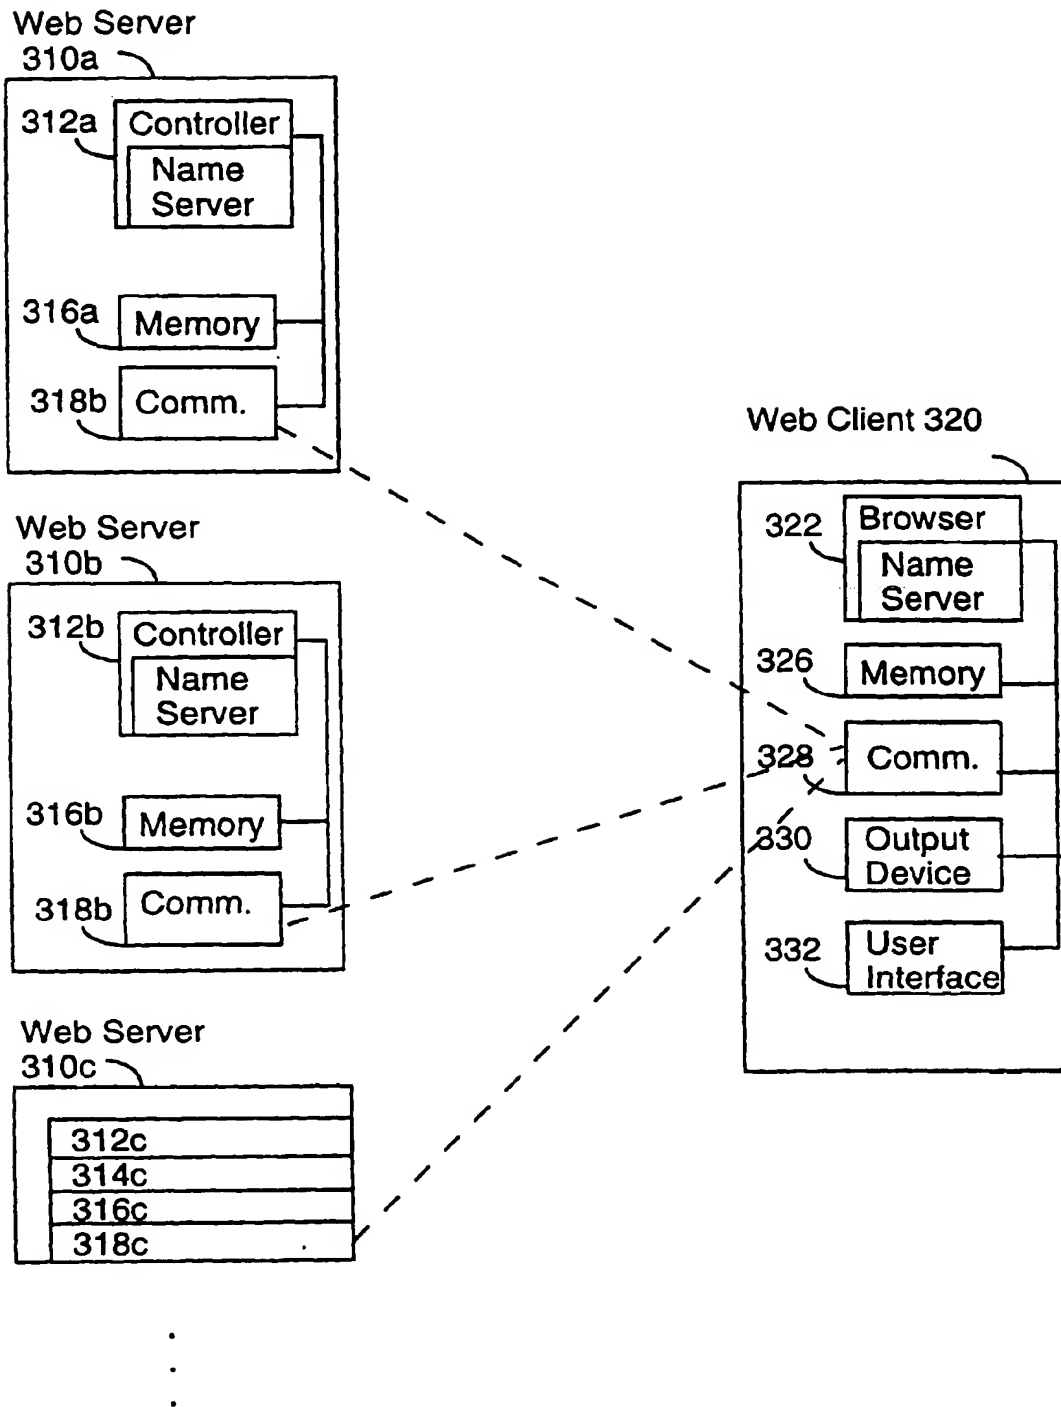 Web Server
310a
312a
Controller
Name
Server
316a
Memory
318b
Comm.
Web Server
310b
312b
Controller
Name
Server
316b
Memory
318b
Comm.
Web Server
310c
312c
314c
316c
318c
Web Client 320
322
Browser
Name
Server
326
Memory
328
Comm.
330
Output
Device
332
User
Interface